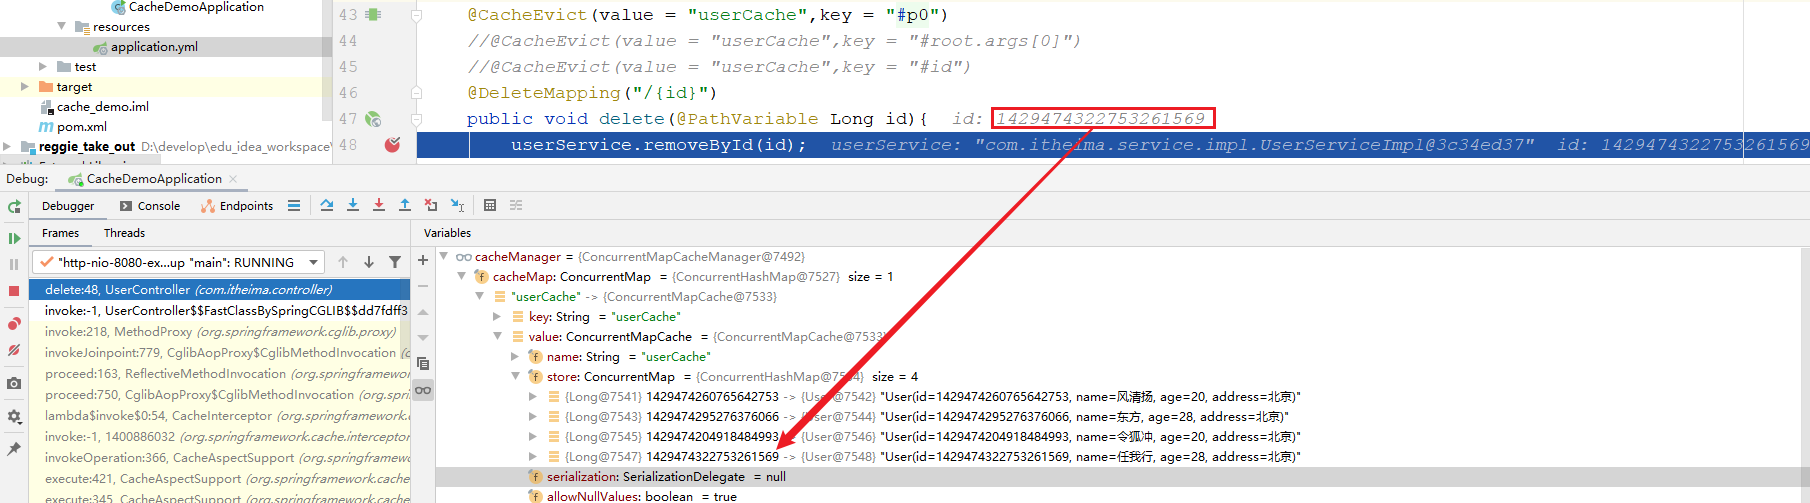 CacheDemoApplication
resources
application.yml
test
target
cache_demo.iml
pom.xml
reggie_take_out D:\develop\edu_idea_workspace\
43 @CacheEvict(value = "userCache",key = "#p0")
44 //@CacheEvict(value = "userCache",key = "#root.args[0]")
45 //@CacheEvict(value = "userCache",key = "#id")
46 @DeleteMapping("/{id}")
47 public void delete(@PathVariable Long id){ id: 1429474322753261569
48 userService.removeById(id); userService: "com.itheima.service.impl.UserServiceImpl@3c34ed37" id: 1429474322753261569
Debug: CacheDemoApplication
Debugger Console Endpoints
Frames Threads Variables
"http-nio-8080-ex...up "main": RUNNING
delete:48, UserController (com.itheima.controller)
invoke:-1, UserController$$FastClassBySpringCGLIB$$dd7fdff3
invoke:218, MethodProxy (org.springframework.cglib.proxy)
invokeJoinpoint:779, CglibAopProxy$CglibMethodInvocation (
proceed:163, ReflectiveMethodInvocation (org.springframework
proceed:750, CglibAopProxy$CglibMethodInvocation (org.sprin
lambda$invoke$0:54, CacheInterceptor (org.springframework.
invoke:-1, 1400886032 (org.springframework.cache.interceptor
invokeOperation:366, CacheAspectSupport (org.springframew
execute:421, CacheAspectSupport (org.springframework.cache
execute:345, CacheAspectSupport (org.springframework.cache
cacheManager = {ConcurrentMapCacheManager@7492}
cacheMap: ConcurrentMap = {ConcurrentHashMap@7527} size = 1
"userCache" -> {ConcurrentMapCache@7533}
key: String = "userCache"
value: ConcurrentMapCache = {ConcurrentMapCache@7533}
name: String = "userCache"
store: ConcurrentMap = {ConcurrentHashMap@7534} size = 4
{Long@7541} 1429474260765642753 -> {User@7542} "User(id=1429474260765642753, name=风清扬, age=20, address=北京)"
{Long@7543} 1429474295276376066 -> {User@7544} "User(id=1429474295276376066, name=东方, age=28, address=北京)"
{Long@7545} 1429474204918484993 -> {User@7546} "User(id=1429474204918484993, name=令狐冲, age=20, address=北京)"
{Long@7547} 1429474322753261569 -> {User@7548} "User(id=1429474322753261569, name=任我行, age=28, address=北京)"
serialization: SerializationDelegate = null
allowNullValues: boolean = true